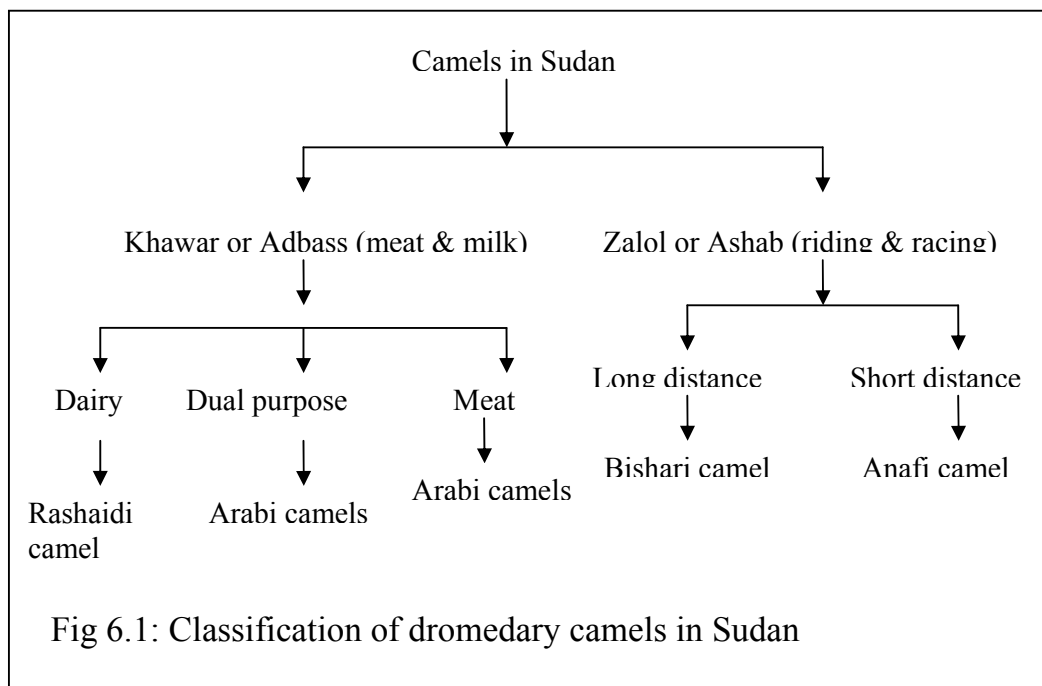 Camels in Sudan
Khawar or Adbass (meat & milk)
Zalol or Ashab (riding & racing)
Dairy
Dual purpose
Meat
Long distance
Short distance
Rashaidi
camel
Arabi camels
Arabi camels
Bishari camel
Anafi camel
Fig 6.1: Classification of dromedary camels in Sudan